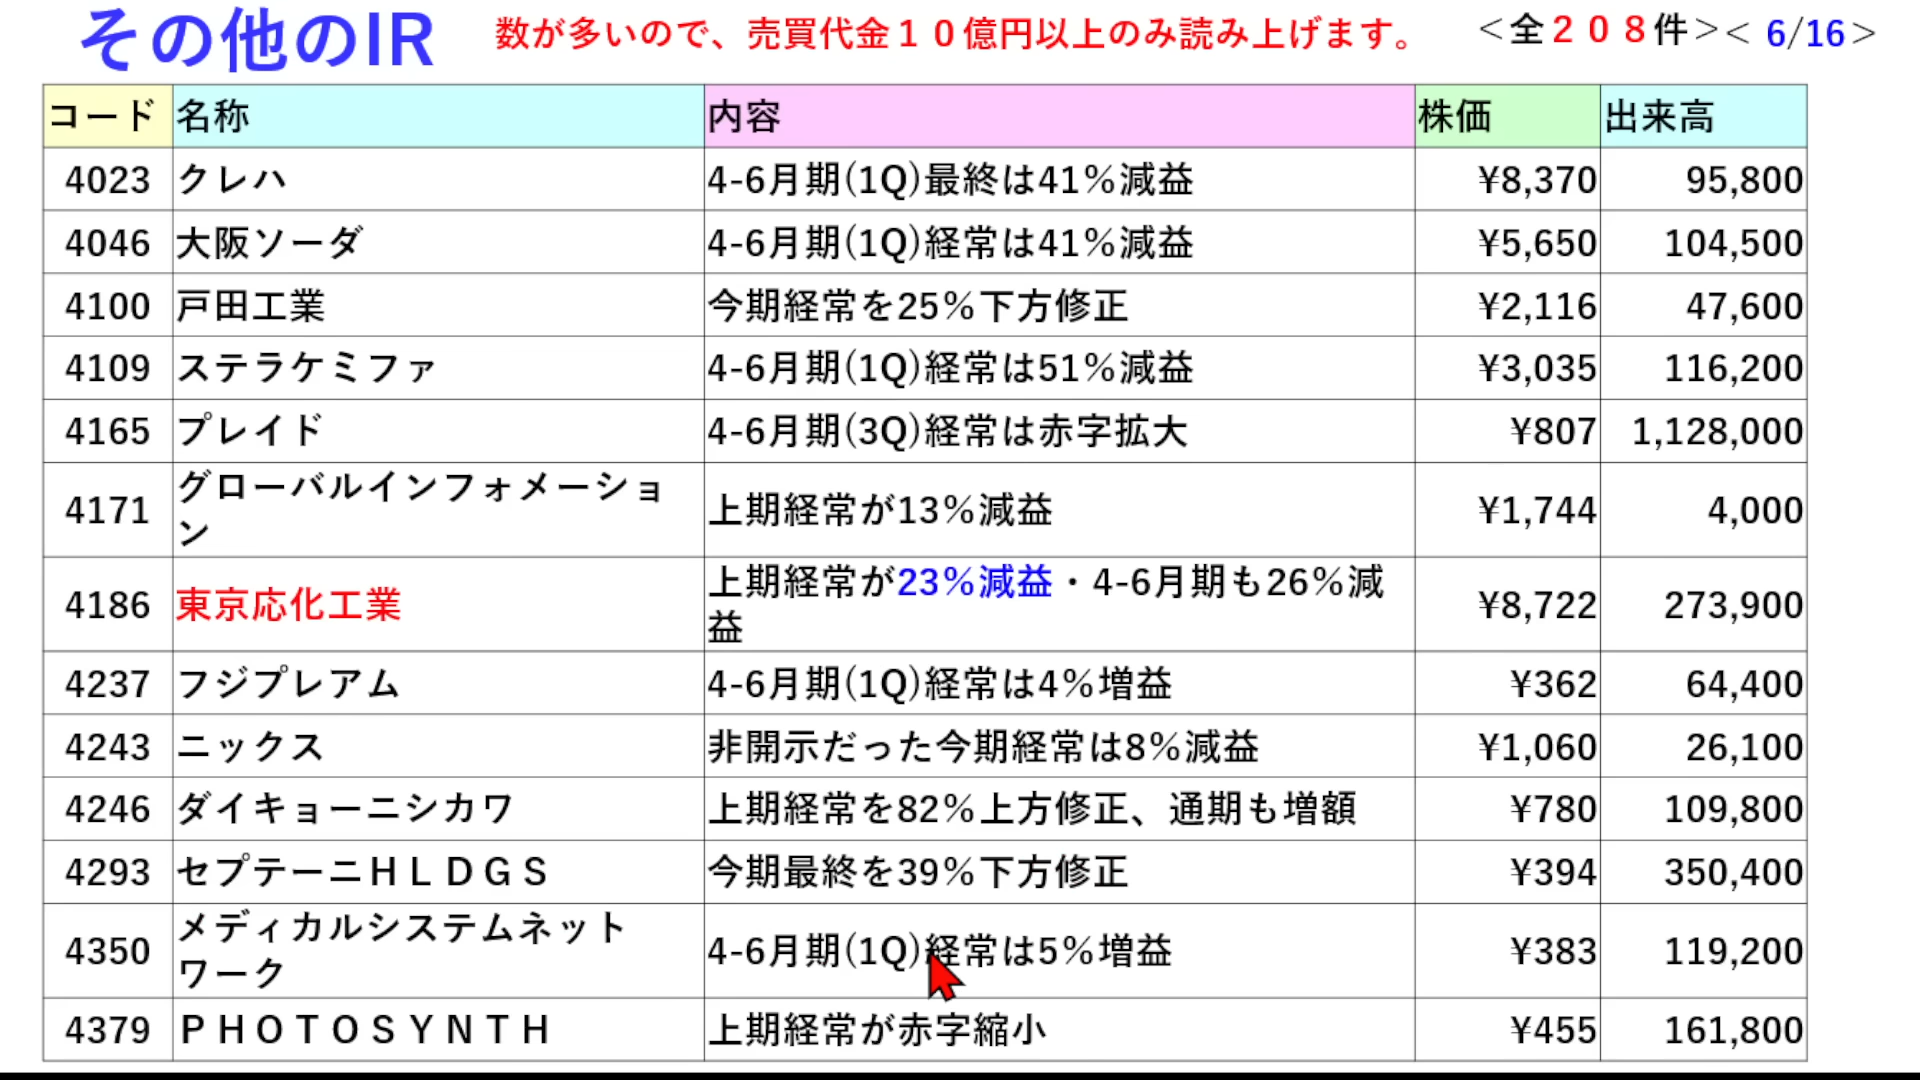 その他のIR 数が多いので、売買代金１０億円以上のみ読み上げます。 ＜全２０８件＞＜ 6/16＞
コード 名称 内容 株価 出来高
4023 クレハ 4-6月期(1Q)最終は41%減益 ¥8,370 95,800
4046 大阪ソーダ 4-6月期(1Q)経常は41%減益 ¥5,650 104,500
4100 戸田工業 今期経常を25%下方修正 ¥2,116 47,600
4109 ステラケミファ 4-6月期(1Q)経常は51%減益 ¥3,035 116,200
4165 プレイド 4-6月期(3Q)経常は赤字拡大 ¥807 1,128,000
4171 グローバルインフォメーショ
ン 上期経常が13%減益 ¥1,744 4,000
4186 東京応化工業 上期経常が23%減益・4-6月期も26%減
益 ¥8,722 273,900
4237 フジプレアム 4-6月期(1Q)経常は4%増益 ¥362 64,400
4243 ニックス 非開示だった今期経常は8%減益 ¥1,060 26,100
4246 ダイキョーニシカワ 上期経常を82%上方修正、通期も増額 ¥780 109,800
4293 セプテーニＨＬＤＧＳ 今期最終を39%下方修正 ¥394 350,400
4350 メディカルシステムネット
ワーク 4-6月期(1Q)経常は5%増益 ¥383 119,200
4379 ＰＨＯＴＯＳＹＮＴＨ 上期経常が赤字縮小 ¥455 161,800